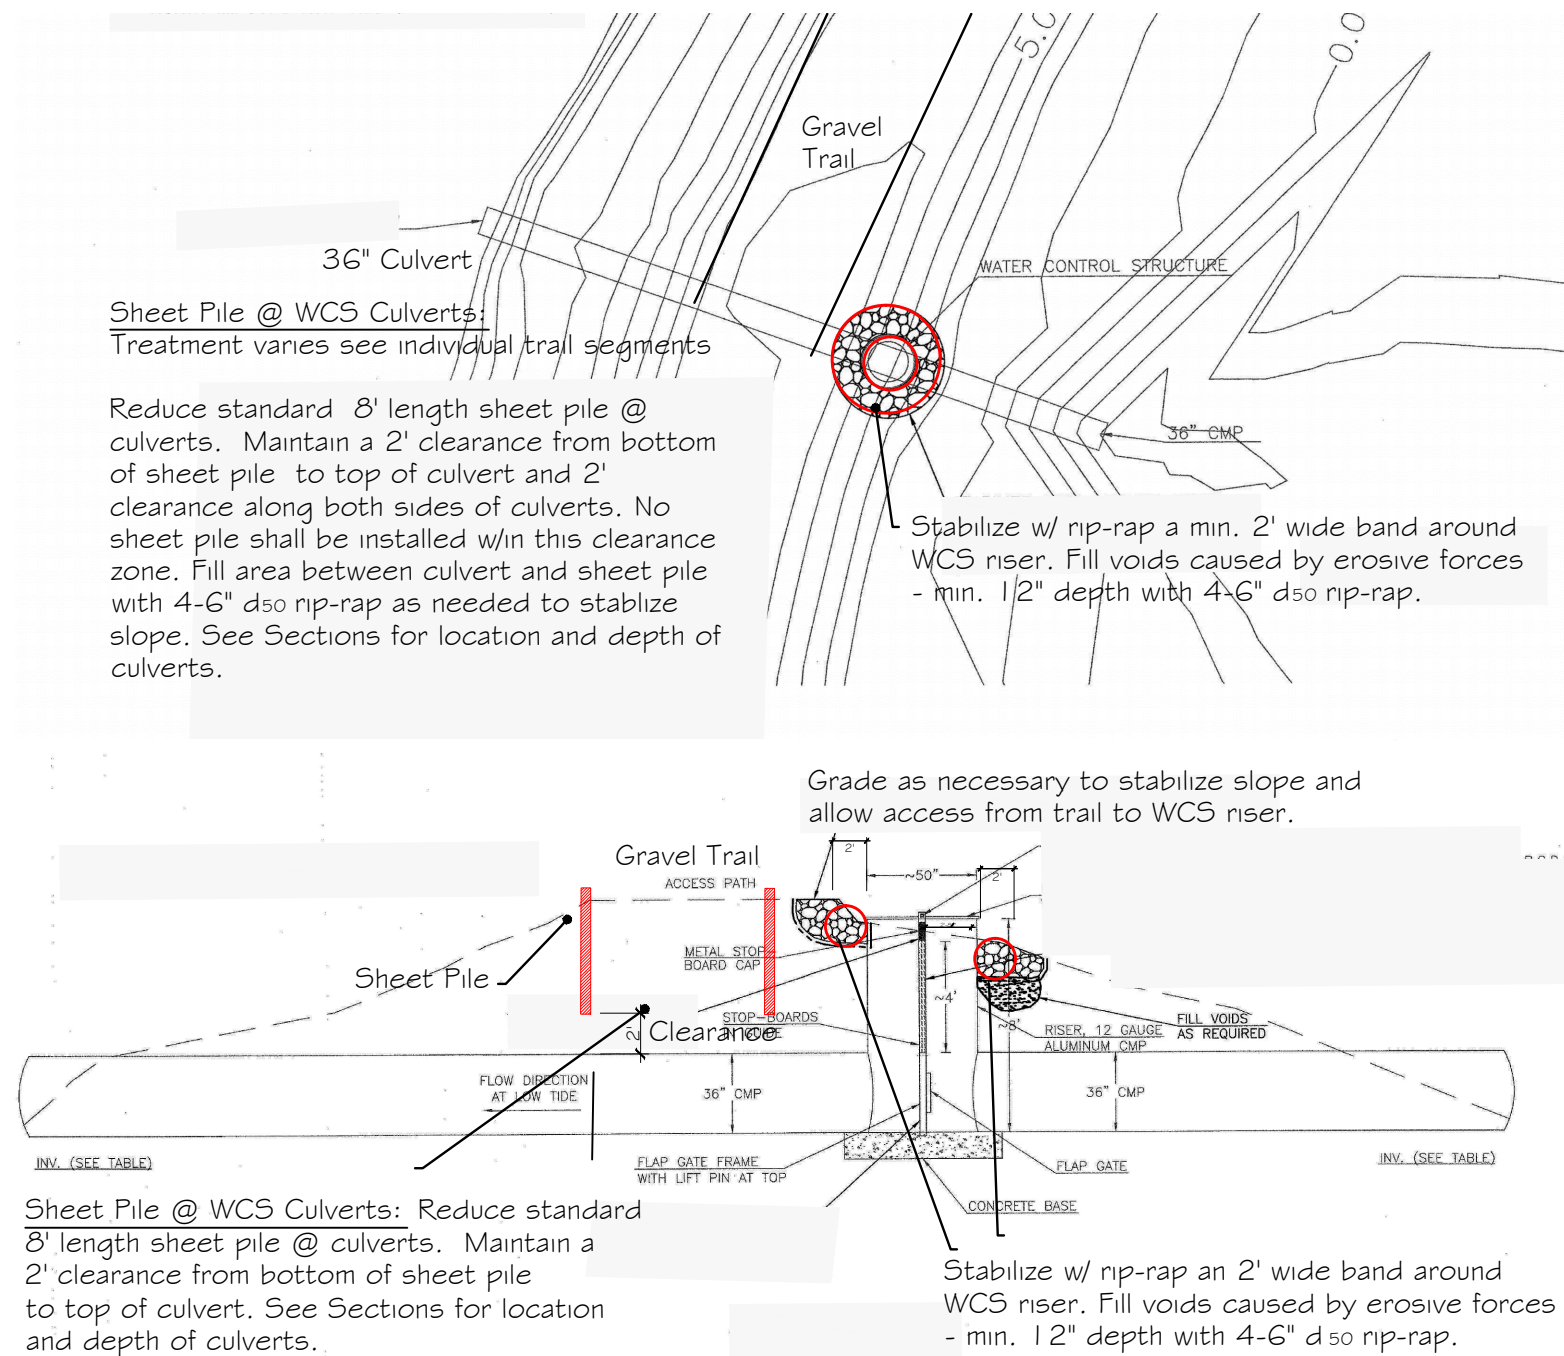 -5.0
-0.0
Gravel
Trail
36" Culvert
WATER CONTROL STRUCTURE
Sheet Pile @ WCS Culverts:
Treatment varies see individual trail segments
Reduce standard 8' length sheet pile @
culverts. Maintain a 2' clearance from bottom
of sheet pile to top of culvert and 2'
clearance along both sides of culverts. No
sheet pile shall be installed w/in this clearance
zone. Fill area between culvert and sheet pile
with 4-6" d50 rip-rap as needed to stablize
slope. See Sections for location and depth of
culverts.
36" CMP
Stabilize w/ rip-rap a min. 2' wide band around
WCS riser. Fill voids caused by erosive forces
- min. 12" depth with 4-6" d50 rip-rap.
Grade as necessary to stabilize slope and
allow access from trail to WCS riser.
Gravel Trail
ACCESS PATH
2'
~50"
2'
METAL STOP-
BOARD CAP
Sheet Pile
~4'
STOP-BOARDS
Clearance
2'
~8'
RISER, 12 GAUGE
ALUMINUM CMP
FILL VOIDS
AS REQUIRED
FLOW DIRECTION
AT LOW TIDE
36" CMP
36" CMP
INV. (SEE TABLE)
FLAP GATE FRAME
WITH LIFT PIN AT TOP
FLAP GATE
INV. (SEE TABLE)
CONCRETE BASE
Sheet Pile @ WCS Culverts: Reduce standard
8' length sheet pile @ culverts. Maintain a
2' clearance from bottom of sheet pile
to top of culvert. See Sections for location
and depth of culverts.
Stabilize w/ rip-rap an 2' wide band around
WCS riser. Fill voids caused by erosive forces
- min. 12" depth with 4-6" d50 rip-rap.